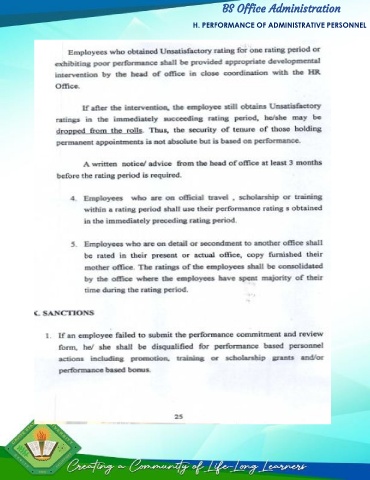 BS Office Administration
H. PERFORMANCE OF ADMINISTRATIVE PERSONNEL
Employees who obtained Unsatisfactory rating for one rating period or
exhibiting poor performance shall be provided appropriate developmental
intervention by the head of office in close coordination with the HR
Office.
If after the intervention, the employee still obtains Unsatisfactory
ratings in the immediately succeeding rating period, he/she may be
dropped from the rolls. Thus, the security of tenure of those holding
permanent appointments is not absolute but is based on performance.
A written notice/ advice from the head of office at least 3 months
before the rating period is required.
4. Employees who are on official travel , scholarship or training
within a rating period shall use their performance rating s obtained
in the immediately preceding rating period.
5. Employees who are on detail or secondment to another office shall
be rated in their present or actual office, copy furnished their
mother office. The ratings of the employees shall be consolidated
by the office where the employees have spent majority of their
time during the rating period.
C. SANCTIONS
1. If an employee failed to submit the performance commitment and review
form, he/ she shall be disqualified for performance based personnel
actions including promotion, training or scholarship grants and/or
performance based bonus.
25
Creating a Community of Life-Long Learners